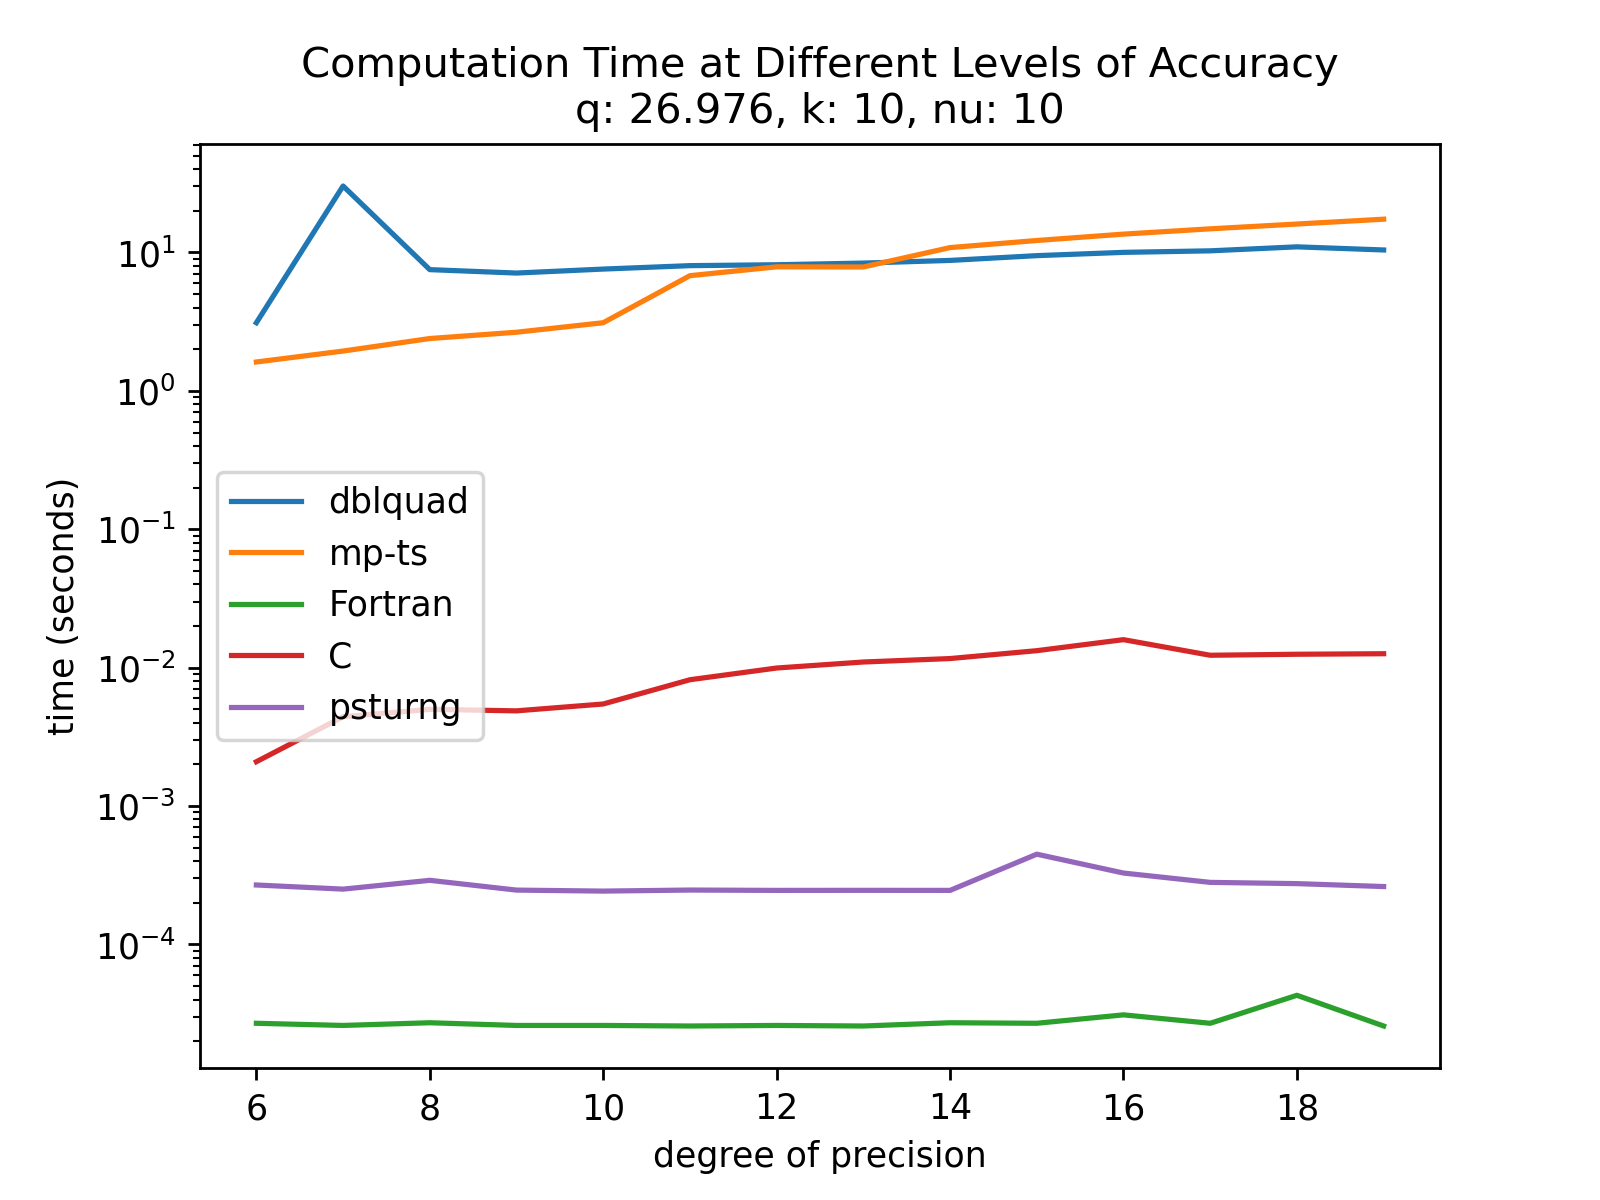 Computation Time at Different Levels of Accuracy
q: 26.976, k: 10, nu: 10
10¹
10⁰
10⁻¹
10⁻²
10⁻³
10⁻⁴
time (seconds)
dblquad
mp-ts
Fortran
C
psturng
6 8 10 12 14 16 18
degree of precision